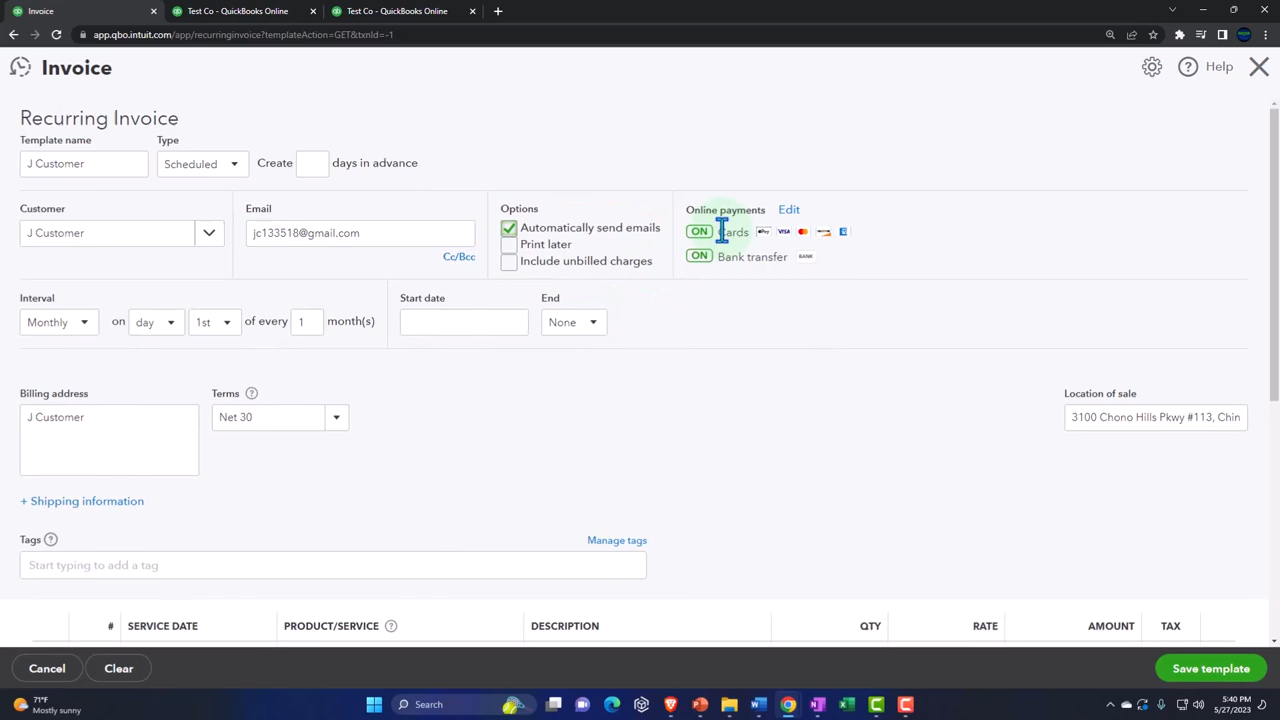 Invoice
Test Co - QuickBooks Online
Test Co - QuickBooks Online
app.qbo.intuit.com/app/recurringinvoice?templateAction=GET&txnId=-1
Invoice
Help
Recurring Invoice
Template name
Type
J Customer
Scheduled
Create
days in advance
Customer
Email
Options
Online payments
Edit
J Customer
jc133518@gmail.com
Automatically send emails
ON Cards Pay VISA
Print later
Cc/Bcc
Include unbilled charges
ON Bank transfer BANK
Interval
Start date
End
Monthly on day 1st of every 1 month(s)
None
Billing address
Terms
Location of sale
J Customer
Net 30
3100 Chono Hills Pkwy #113, Chin
+ Shipping information
Tags
Manage tags
Start typing to add a tag
# SERVICE DATE PRODUCT/SERVICE DESCRIPTION QTY RATE AMOUNT TAX
Cancel
Clear
Save template
71°F
Mostly sunny
Search
5:40 PM
5/27/2023